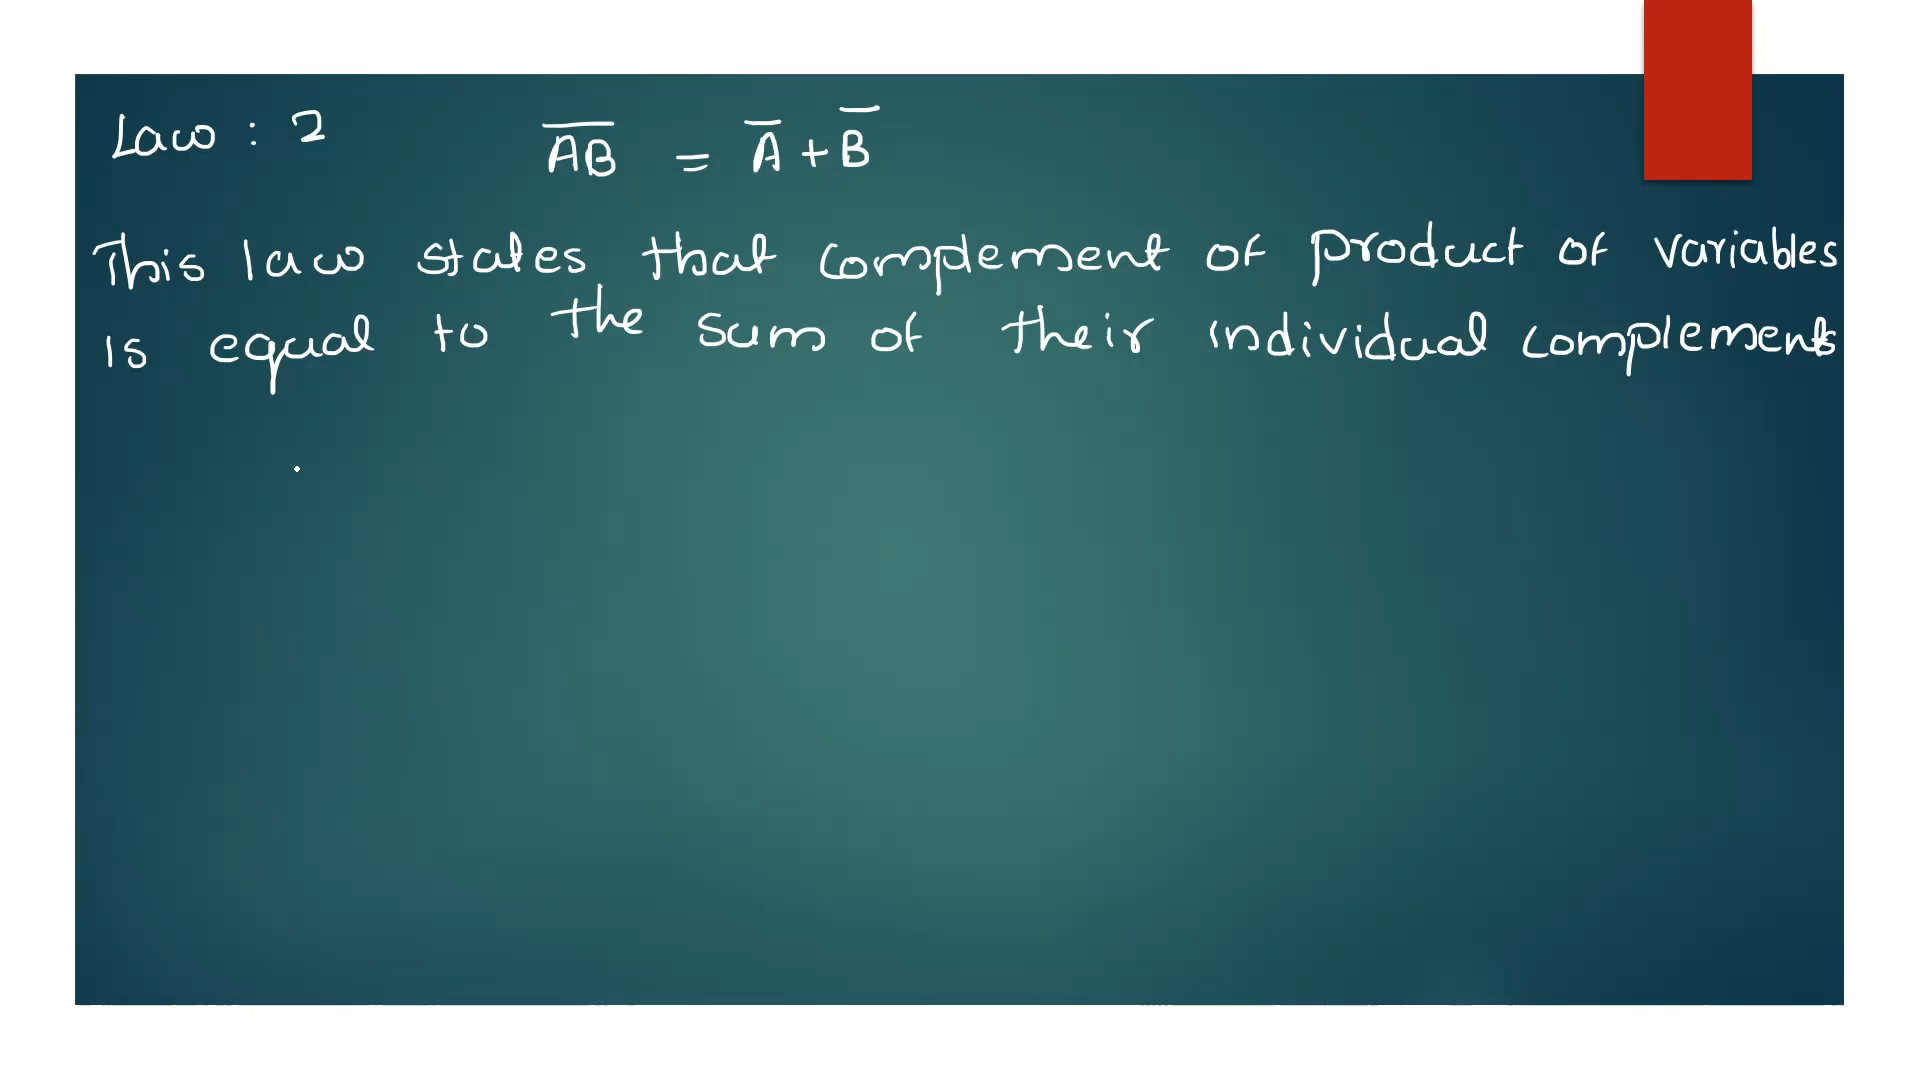 Law : 2 A̅B̅ = A̅ + B̅
This law states that complement of product of variables
is equal to the sum of their individual complements